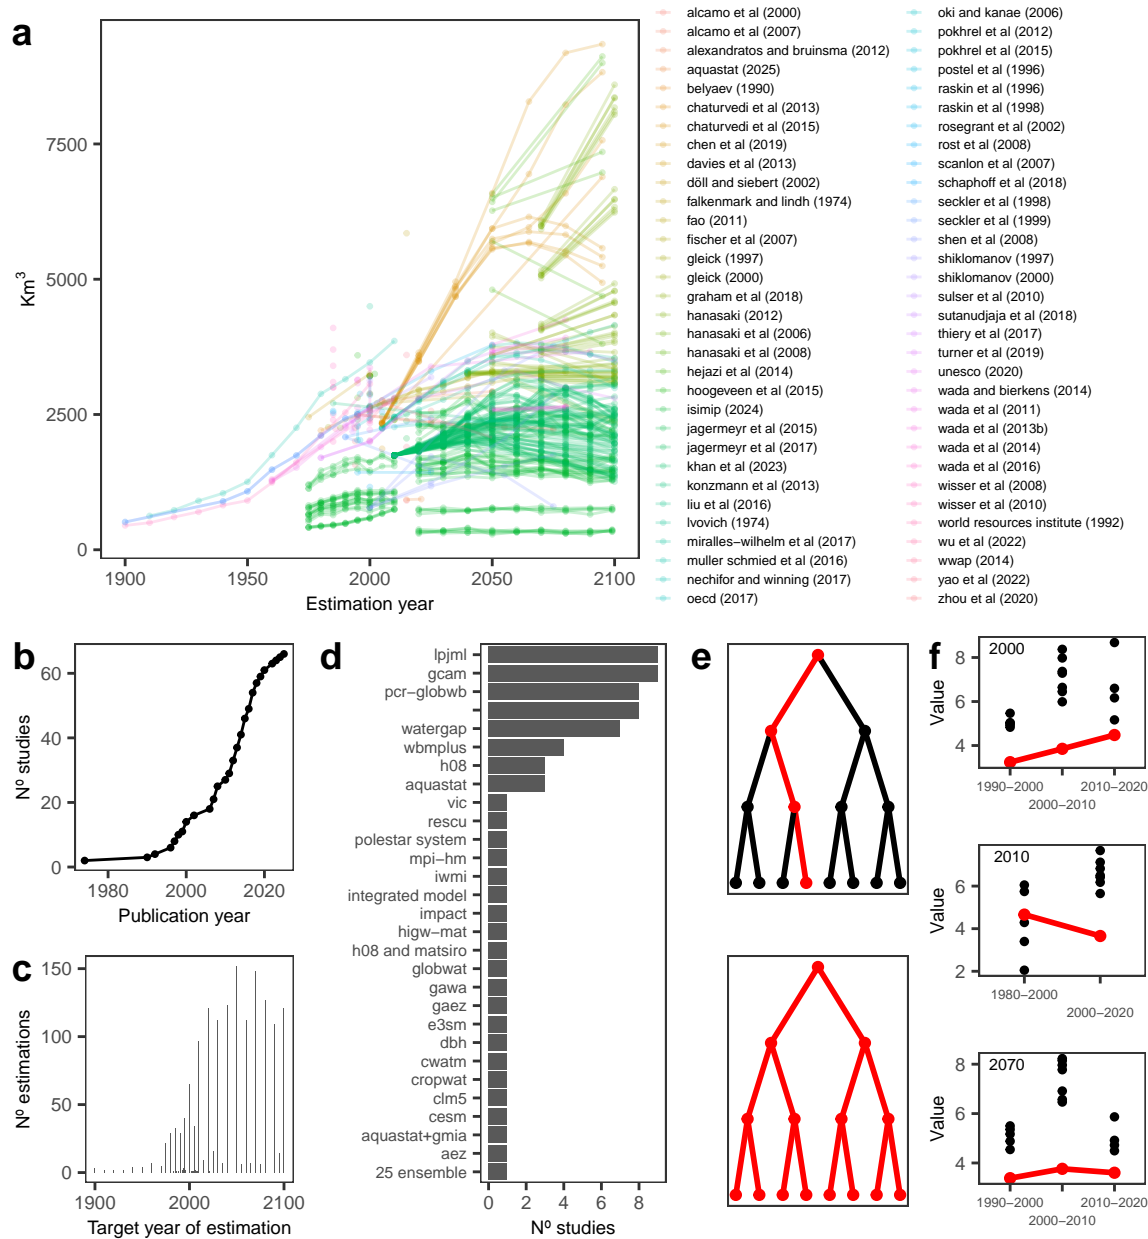 a
Km³
7500
5000
2500
0
1900
1950
2000
2050
2100
Estimation year
alcamo et al (2000)
alcamo et al (2007)
alexandratos and bruinsma (2012)
aquastat (2025)
belyaev (1990)
chaturvedi et al (2013)
chaturvedi et al (2015)
chen et al (2019)
davies et al (2013)
döll and siebert (2002)
falkenmark and lindh (1974)
fao (2011)
fischer et al (2007)
gleick (1997)
gleick (2000)
graham et al (2018)
hanasaki (2012)
hanasaki et al (2006)
hanasaki et al (2008)
hejazi et al (2014)
hoogeveen et al (2015)
isimip (2024)
jagermeyr et al (2015)
jagermeyr et al (2017)
khan et al (2023)
konzmann et al (2013)
liu et al (2016)
lvovich (1974)
miralles−wilhelm et al (2017)
muller schmied et al (2016)
nechifor and winning (2017)
oecd (2017)
oki and kanae (2006)
pokhrel et al (2012)
pokhrel et al (2015)
postel et al (1996)
raskin et al (1996)
raskin et al (1998)
rosegrant et al (2002)
rost et al (2008)
scanlon et al (2007)
schaphoff et al (2018)
seckler et al (1998)
seckler et al (1999)
shen et al (2008)
shiklomanov (1997)
shiklomanov (2000)
sulser et al (2010)
sutanudjaja et al (2018)
thiery et al (2017)
turner et al (2019)
unesco (2020)
wada and bierkens (2014)
wada et al (2011)
wada et al (2013b)
wada et al (2014)
wada et al (2016)
wisser et al (2008)
wisser et al (2010)
world resources institute (1992)
wu et al (2022)
wwap (2014)
yao et al (2022)
zhou et al (2020)
b
Nº studies
60
40
20
0
1980
2000
2020
Publication year
c
Nº estimations
150
100
50
0
1900
2000
2100
Target year of estimation
d
lpjml
gcam
pcr−globwb
watergap
wbmplus
h08
aquastat
vic
rescu
polestar system
mpi−hm
iwmi
integrated model
impact
higw−mat
h08 and matsiro
globwat
gawa
gaez
e3sm
dbh
cwatm
cropwat
clm5
cesm
aquastat+gmia
aez
25 ensemble
0
2
4
6
8
Nº studies
e
f
2000
Value
8
6
4
1990−2000
2000−2010
2010−2020
2010
Value
6
4
2
1980−2000
2000−2020
2070
Value
8
6
4
1990−2000
2000−2010
2010−2020